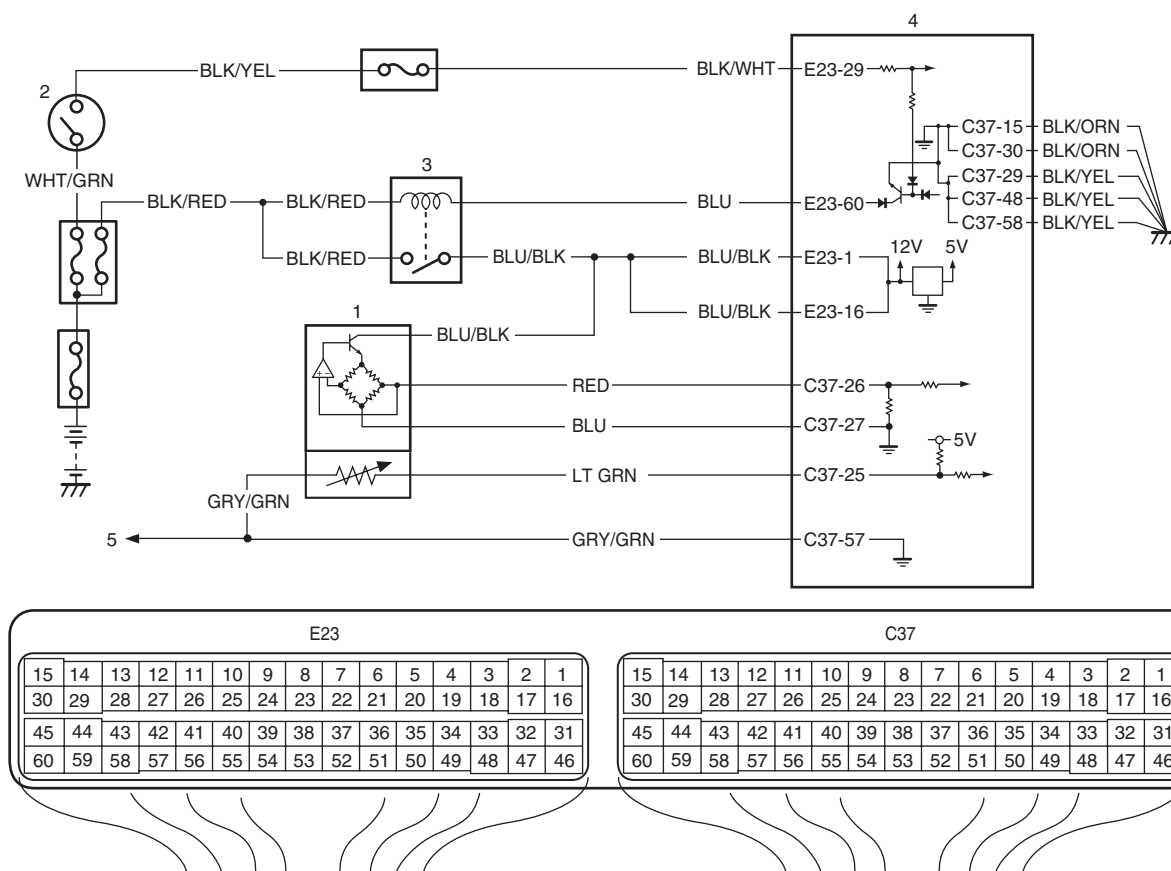 4
BLK/YEL
BLK/WHT
E23-29
2
C37-15
BLK/ORN
C37-30
BLK/ORN
3
C37-29
BLK/YEL
WHT/GRN
BLK/RED
BLK/RED
BLU
E23-60
C37-48
BLK/YEL
C37-58
BLK/YEL
12V
5V
BLK/RED
BLU/BLK
BLU/BLK
E23-1
1
BLU/BLK
E23-16
BLU/BLK
+ -
RED
C37-26
BLU
C37-27
5V
LT GRN
C37-25
GRY/GRN
5
GRY/GRN
C37-57
E23
C37
15 14 13 12 11 10 9 8 7 6 5 4 3 2 1
15 14 13 12 11 10 9 8 7 6 5 4 3 2 1
30 29 28 27 26 25 24 23 22 21 20 19 18 17 16
30 29 28 27 26 25 24 23 22 21 20 19 18 17 16
45 44 43 42 41 40 39 38 37 36 35 34 33 32 31
45 44 43 42 41 40 39 38 37 36 35 34 33 32 31
60 59 58 57 56 55 54 53 52 51 50 49 48 47 46
60 59 58 57 56 55 54 53 52 51 50 49 48 47 46